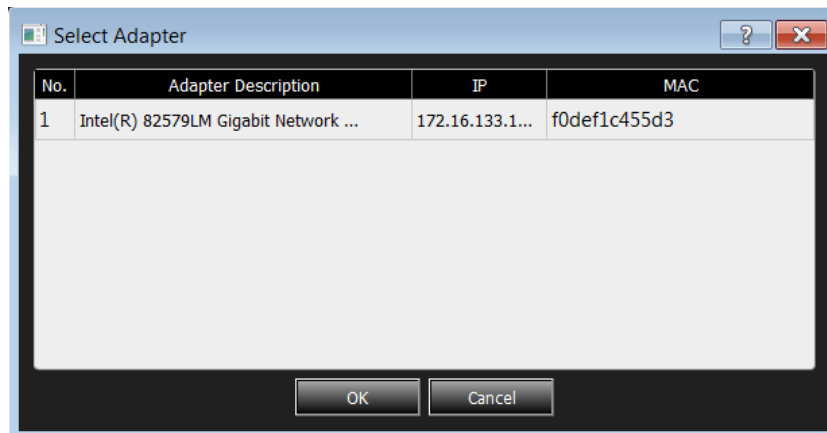 Select Adapter
No. Adapter Description IP MAC
1 Intel(R) 82579LM Gigabit Network ... 172.16.133.1... f0def1c455d3
OK Cancel